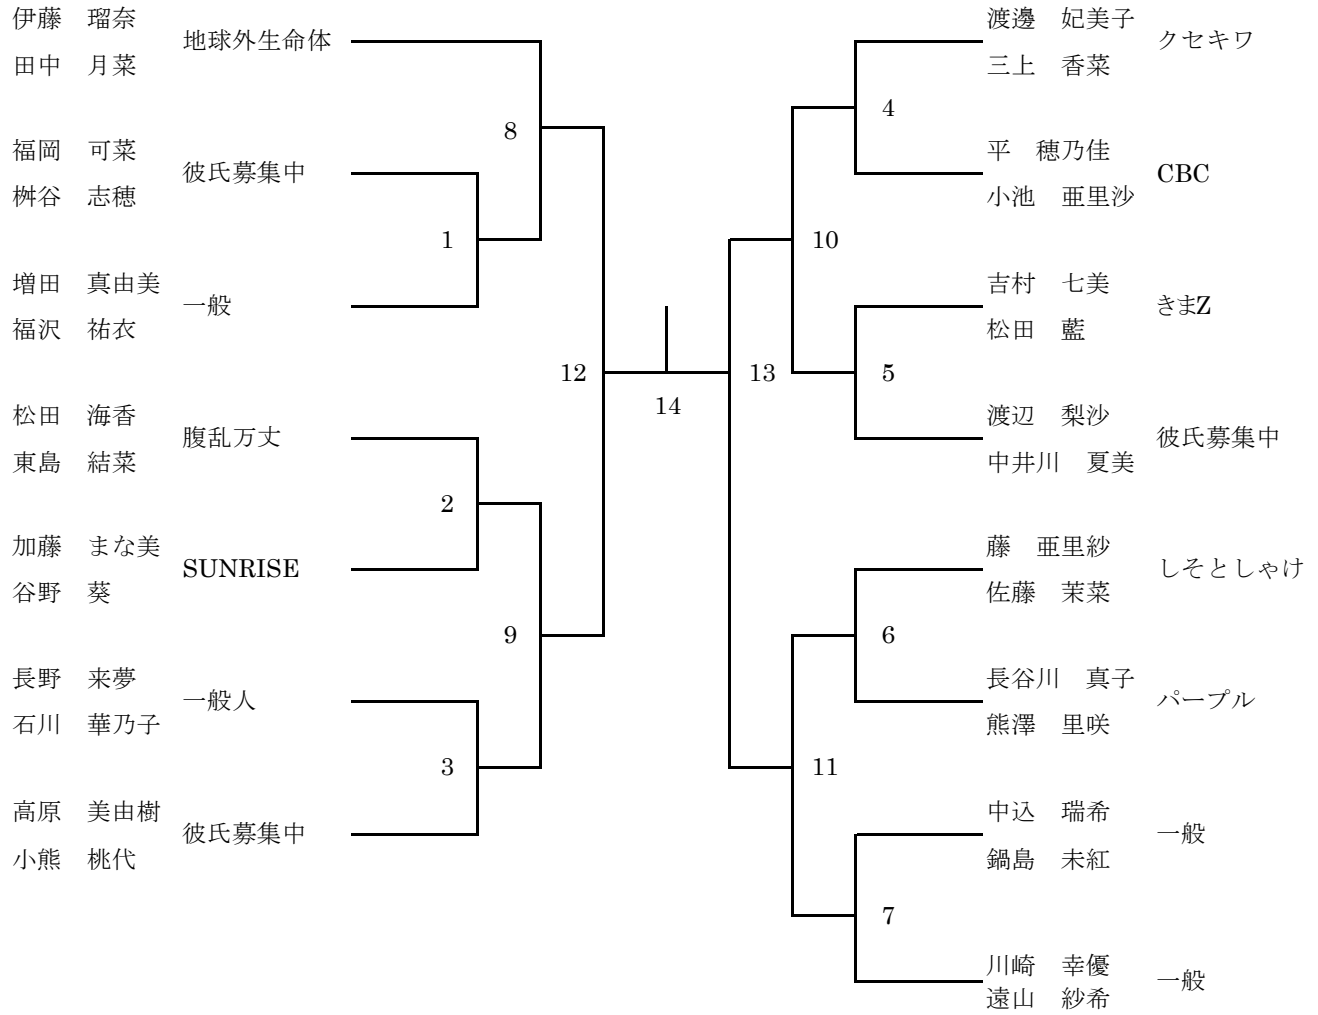 伊藤　瑠奈
田中　月菜
地球外生命体
福岡　可菜
桝谷　志穂
彼氏募集中
増田　真由美
福沢　祐衣
一般
松田　海香
東島　結菜
腹乱万丈
加藤　まな美
谷野　葵
SUNRISE
長野　来夢
石川　華乃子
一般人
高原　美由樹
小熊　桃代
彼氏募集中
8
1
2
9
3
12
14
13
10
4
5
6
11
7
渡邊　妃美子
三上　香菜
クセキワ
平　穂乃佳
小池　亜里沙
CBC
吉村　七美
松田　藍
きまZ
渡辺　梨沙
中井川　夏美
彼氏募集中
藤　亜里紗
佐藤　茉菜
しそとしゃけ
長谷川　真子
熊澤　里咲
パープル
中込　瑞希
鍋島　未紅
一般
川崎　幸優
遠山　紗希
一般